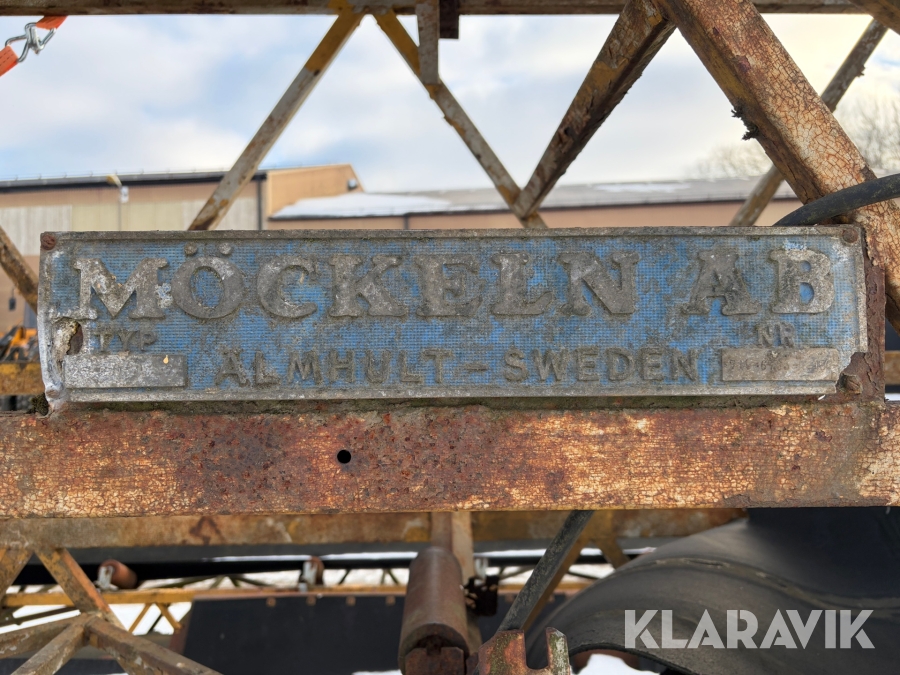 MÖCKELN AB
TYP NR.
ÄLMHULT-SWEDEN
KLARAVIK